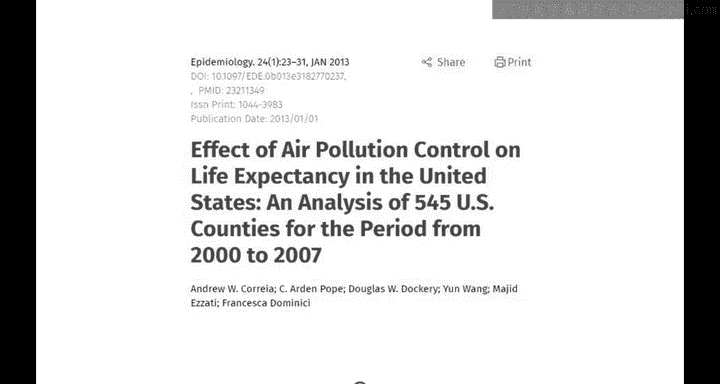 Epidemiology. 24(1):23–31, JAN 2013
Share
Print
DOI: 10.1097/EDE.0b013e3182770237,
, PMID: 23211349
Issn Print: 1044-3983
Publication Date: 2013/01/01
Effect of Air Pollution Control on
Life Expectancy in the United
States: An Analysis of 545 U.S.
Counties for the Period from
2000 to 2007
Andrew W. Correia; C. Arden Pope; Douglas W. Dockery; Yun Wang; Majid
Ezzati; Francesca Dominici